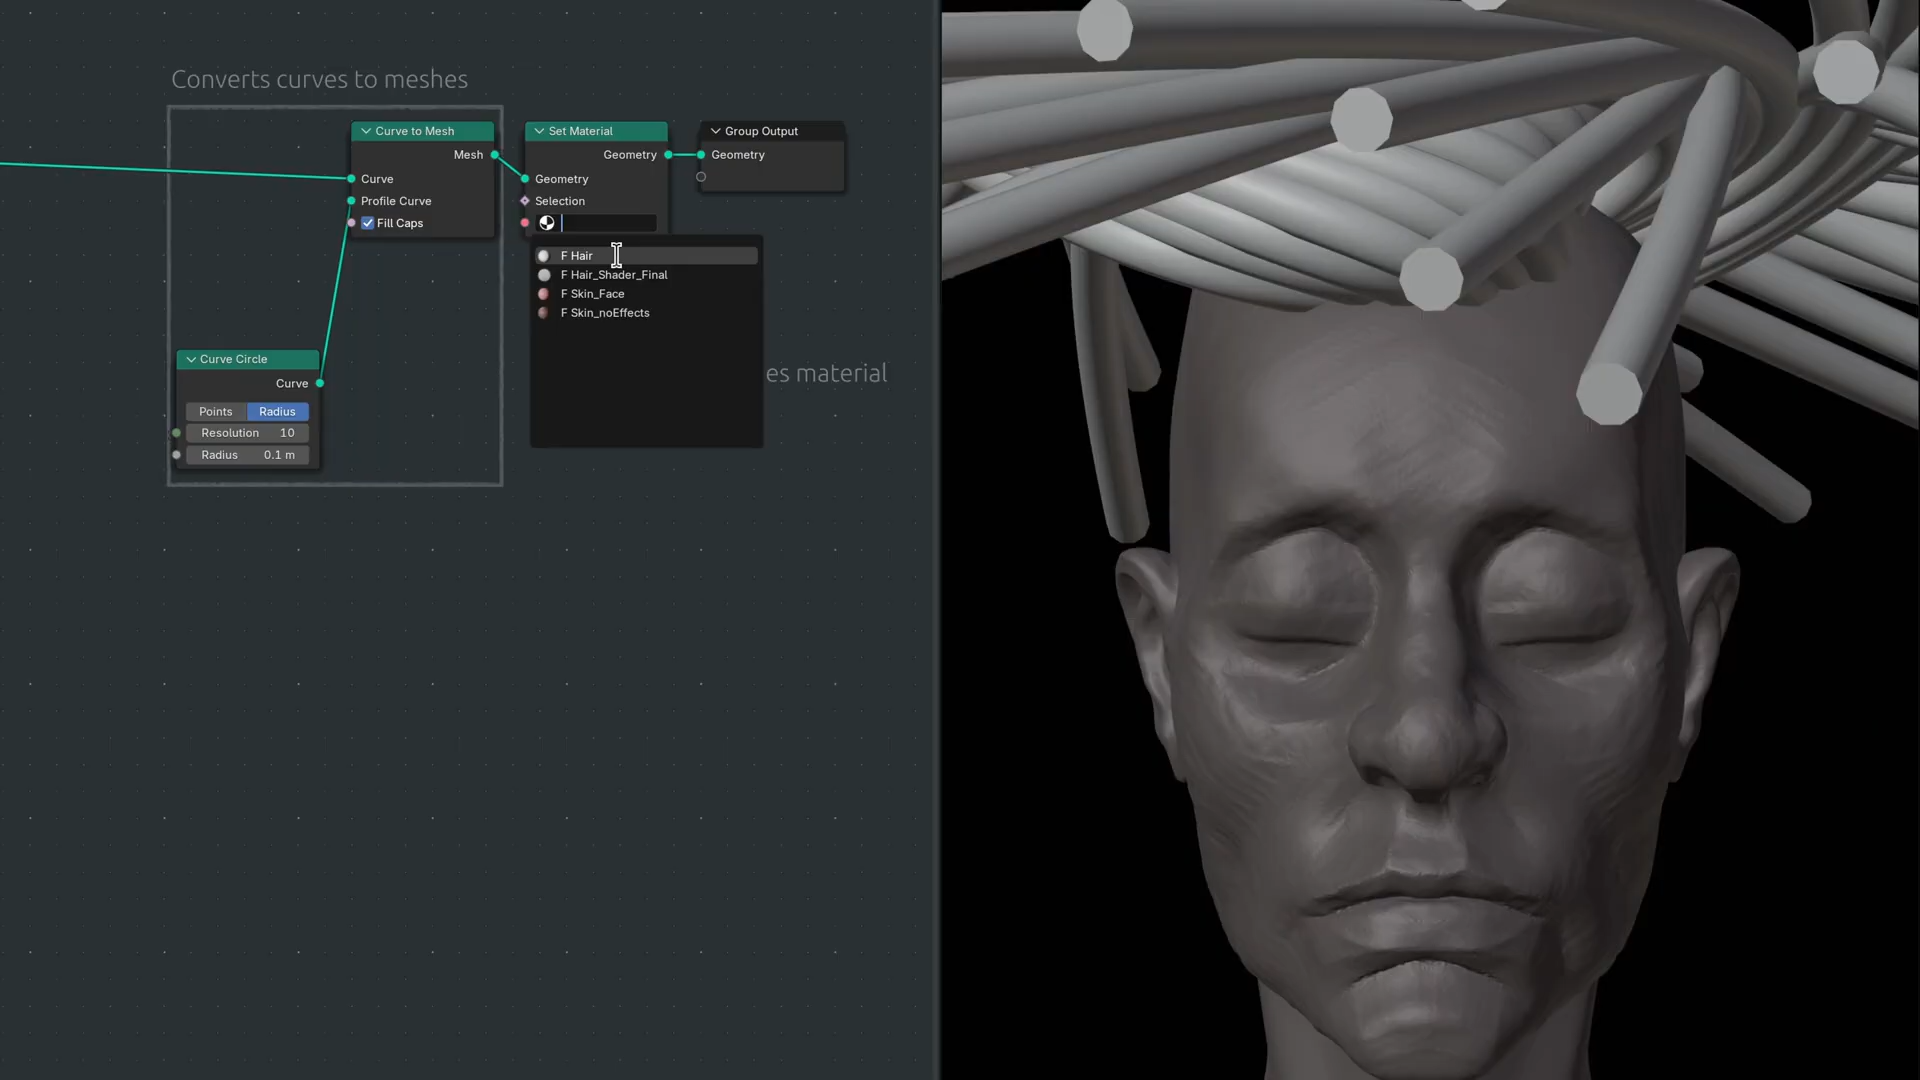 Converts curves to meshes
Curve to Mesh
Mesh
Curve
Profile Curve
Fill Caps
Set Material
Geometry
Geometry
Selection
Group Output
Geometry
F Hair
F Hair_Shader_Final
F Skin_Face
F Skin_noEffects
es material
Curve Circle
Curve
Points Radius
Resolution 10
Radius 0.1 m